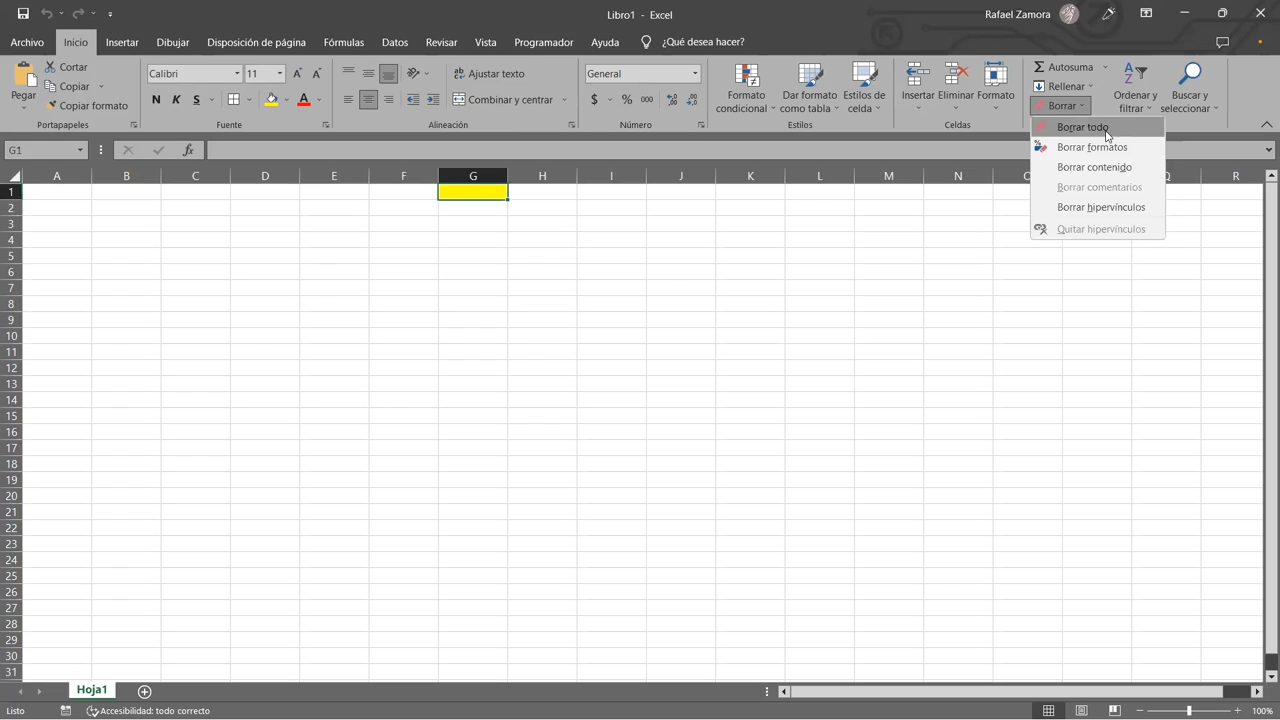 Libro1 - Excel
Rafael Zamora
Archivo
Inicio
Insertar
Dibujar
Disposición de página
Fórmulas
Datos
Revisar
Vista
Programador
Ayuda
¿Qué desea hacer?
Pegar
Cortar
Copiar
Copiar formato
Portapapeles
Calibri
11
N K S
Fuente
Ajustar texto
Combinar y centrar
Alineación
General
$ % 000
Número
Formato
condicional
Dar formato
como tabla
Estilos de
celda
Estilos
Insertar
Eliminar
Formato
Celdas
Autosuma
Rellenar
Borrar
Ordenar y
filtrar
Buscar y
seleccionar
Borrar todo
Borrar formatos
Borrar contenido
Borrar comentarios
Borrar hipervínculos
Quitar hipervínculos
G1
fx
A B C D E F G H I J K L M N O Q R
1
2
3
4
5
6
7
8
9
10
11
12
13
14
15
16
17
18
19
20
21
22
23
24
25
26
27
28
29
30
31
Hoja1
Listo
Accesibilidad: todo correcto
100%